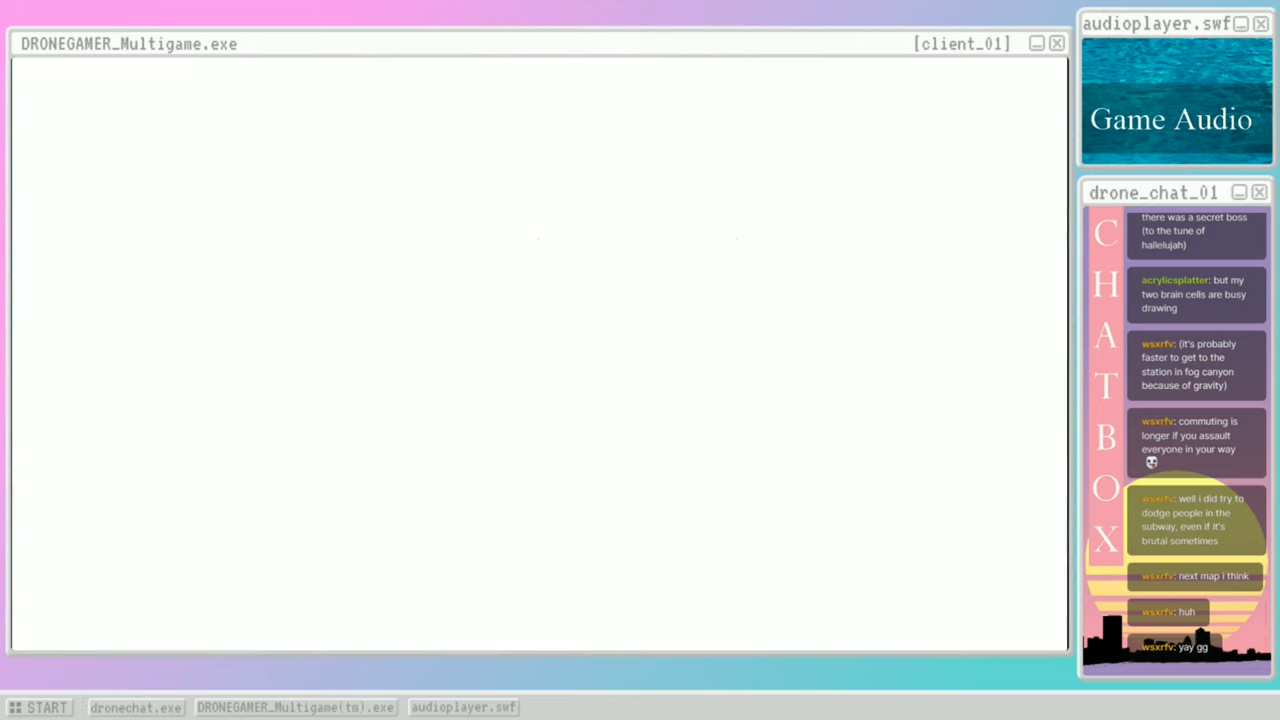 DRONEGAMER_Multigame.exe
[client_01]
audioplayer.swf
Game Audio
drone_chat_01
CHATBOX
there was a secret boss
(to the tune of
hallelujah)
acrylicsplatter: but my
two brain cells are busy
drawing
wsxrfv: (it's probably
faster to get to the
station in fog canyon
because of gravity)
wsxrfv: commuting is
longer if you assault
everyone in your way
wsxrfv: well i did try to
dodge people in the
subway, even if it's
brutal sometimes
wsxrfv: next map i think
wsxrfv: huh
wsxrfv: yay gg
START
dronechat.exe
DRONEGAMER_Multigame(tm).exe
audioplayer.swf